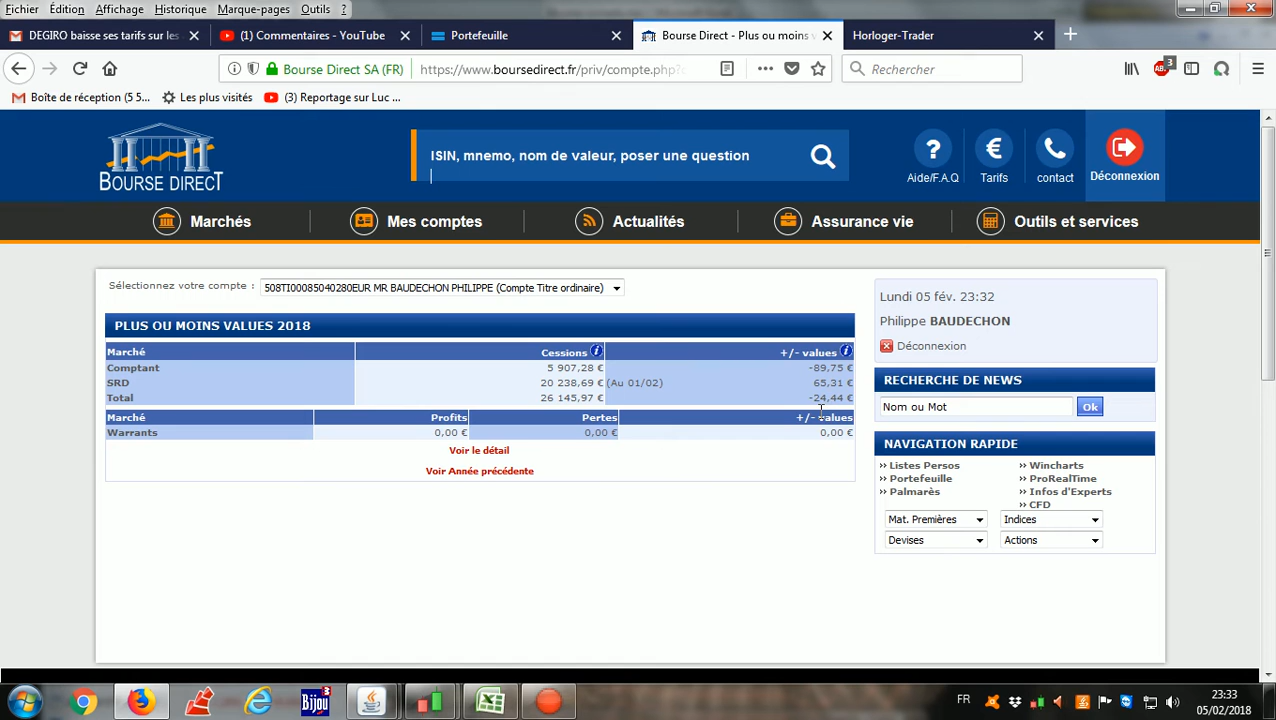 Fichier Édition Affichage Historique Marque-pages Outils ?
DEGIRO baisse ses tarifs sur les
(1) Commentaires - YouTube
Portefeuille
Bourse Direct - Plus ou moins v
Horloger-Trader
Bourse Direct SA (FR)
https://www.boursedirect.fr/priv/compte.php?
Rechercher
ABP
3
Boîte de réception (5 5...
Les plus visités
(3) Reportage sur Luc ...
BOURSE DIRECT
ISIN, mnemo, nom de valeur, poser une question
?
Aide/F.A.Q
€
Tarifs
contact
Déconnexion
Marchés
Mes comptes
Actualités
Assurance vie
Outils et services
Sélectionnez votre compte :
508TI00085040280EUR MR BAUDECHON PHILIPPE (Compte Titre ordinaire)
PLUS OU MOINS VALUES 2018
Marché Cessions i +/- values i
Comptant 5 907,28 € -89,75 €
SRD 20 238,69 € (Au 01/02) 65,31 €
Total 26 145,97 € -24,44 €
Marché Profits Pertes +/- values
Warrants 0,00 € 0,00 € 0,00 €
Voir le détail
Voir Année précédente
Lundi 05 fév. 23:32
Philippe BAUDECHON
Déconnexion
RECHERCHE DE NEWS
Nom ou Mot
Ok
NAVIGATION RAPIDE
›› Listes Persos ›› Wincharts
›› Portefeuille ›› ProRealTime
›› Palmarès ›› Infos d'Experts
›› CFD
Mat. Premières Indices
Devises Actions
Bijou
3
FR
23:33
05/02/2018